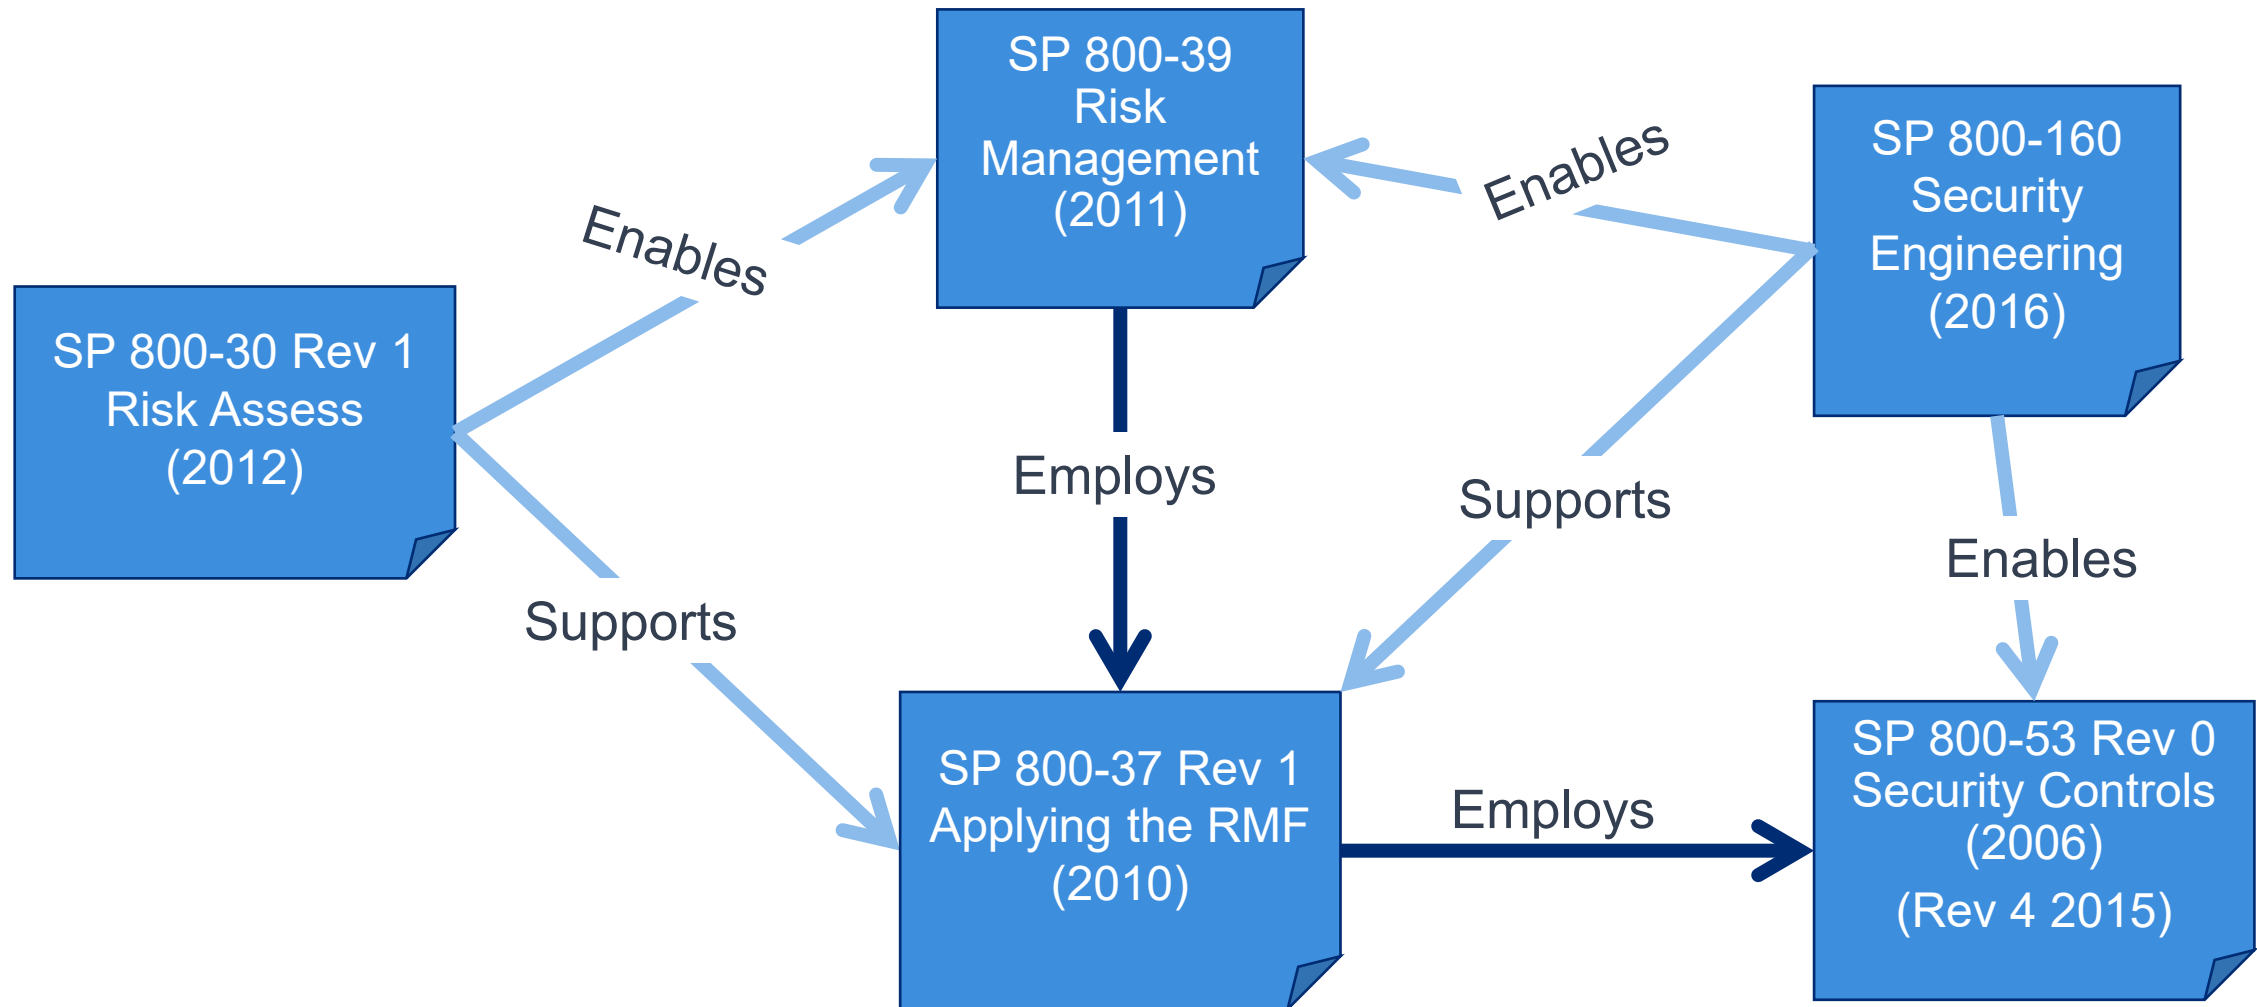 SP 800-39
Risk
Management
(2011)
SP 800-160
Security
Engineering
(2016)
Enables
Enables
SP 800-30 Rev 1
Risk Assess
(2012)
Employs
Supports
Enables
Supports
SP 800-37 Rev 1
Applying the RMF
(2010)
Employs
SP 800-53 Rev 0
Security Controls
(2006)
(Rev 4 2015)